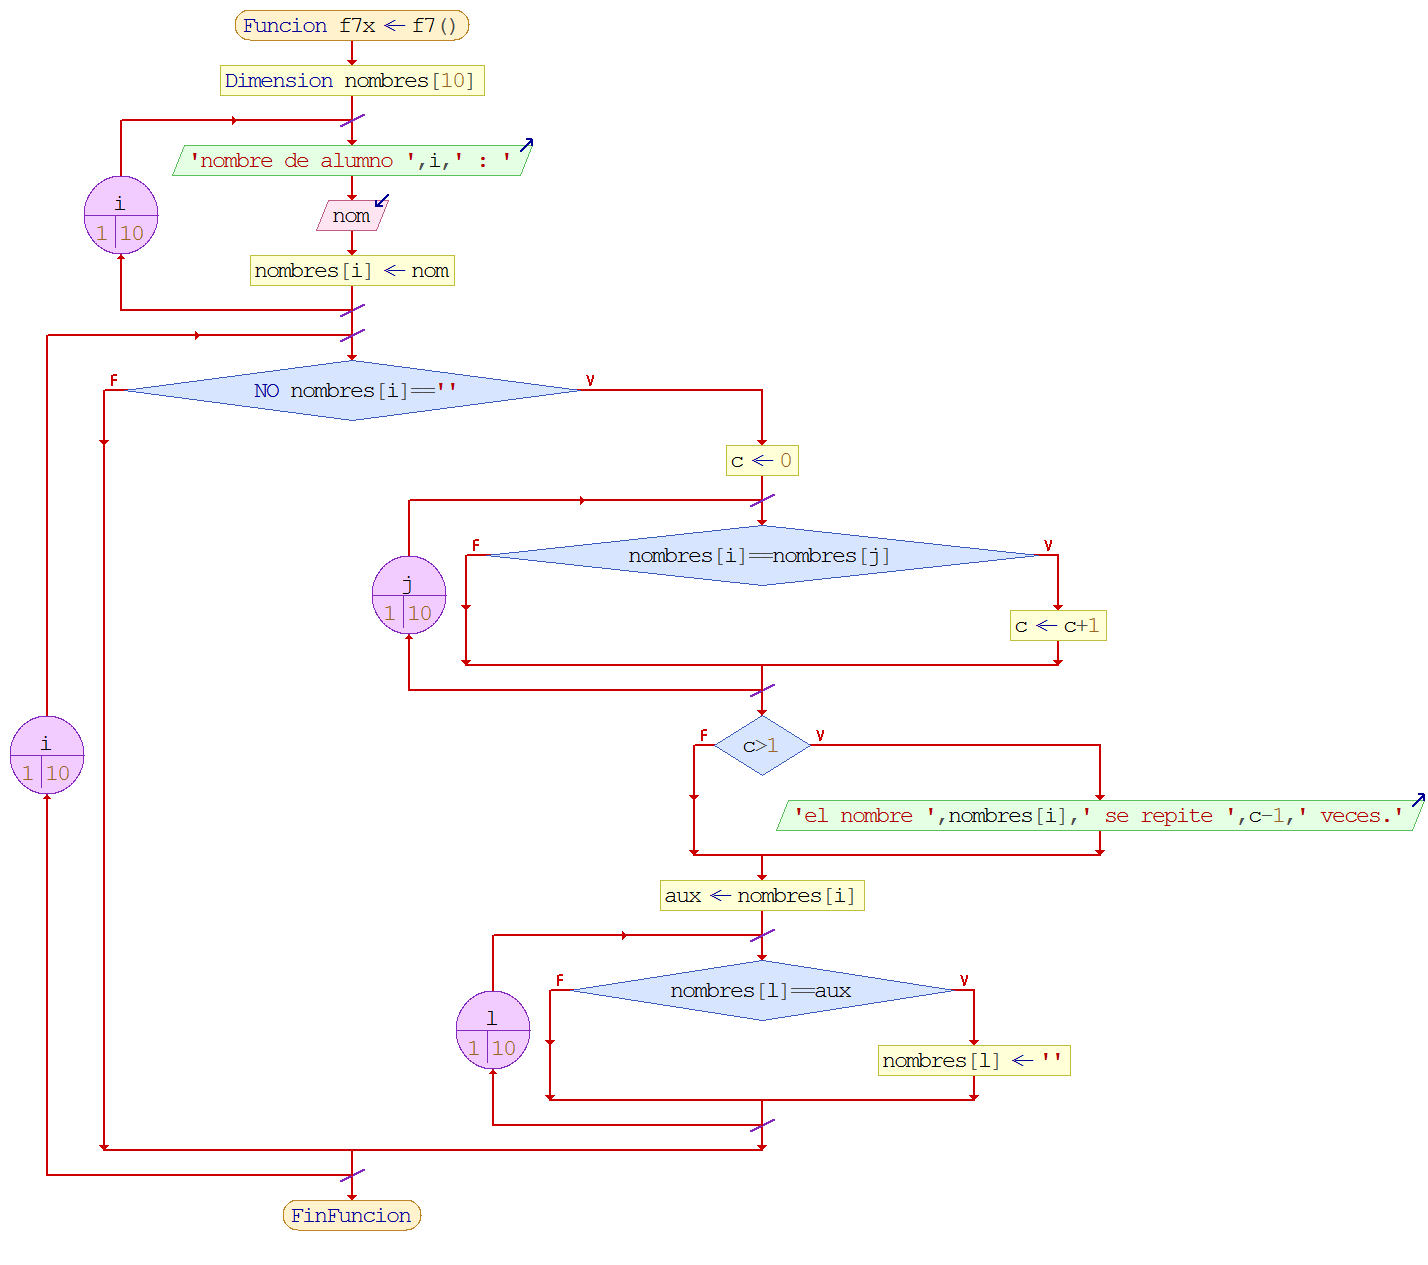 Funcion f7x ← f7()
Dimension nombres[10]
'nombre de alumno ',i,' : '
i
1 10
nom
nombres[i] ← nom
F
V
NO nombres[i]==''
c ← 0
F
V
nombres[i]==nombres[j]
j
1 10
c ← c+1
F
V
c>1
i
1 10
'el nombre ',nombres[i],' se repite ',c-1,' veces.'
aux ← nombres[i]
F
V
nombres[l]==aux
l
1 10
nombres[l] ← ''
FinFuncion